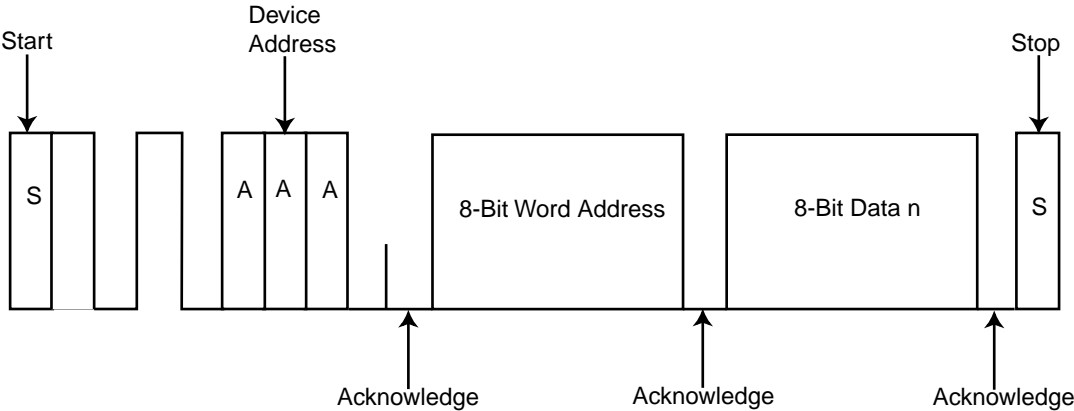 Start
Device
Address
Stop
S
A
A
A
8-Bit Word Address
8-Bit Data n
S
Acknowledge
Acknowledge
Acknowledge